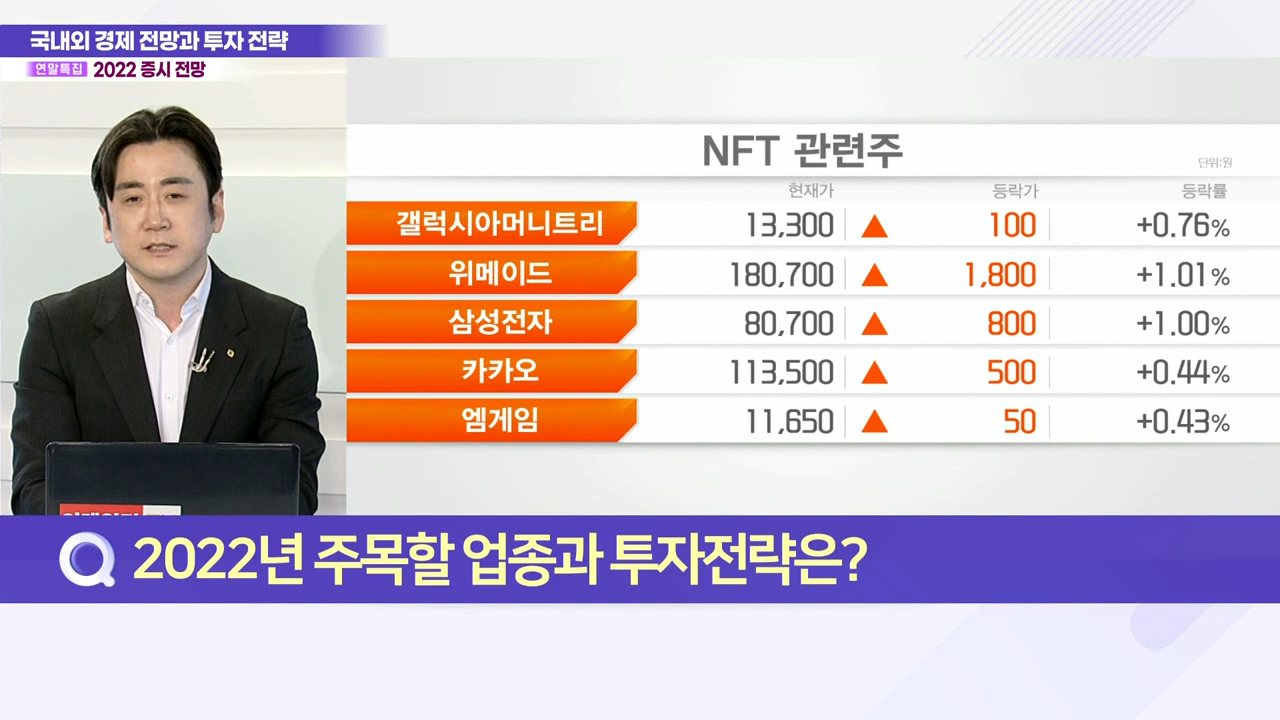 국내외 경제 전망과 투자 전략
연말특집 2022 증시 전망
NFT 관련주
단위:원
현재가 등락가 등락률
갤럭시아머니트리 13,300 ▲ 100 +0.76%
위메이드 180,700 ▲ 1,800 +1.01%
삼성전자 80,700 ▲ 800 +1.00%
카카오 113,500 ▲ 500 +0.44%
엠게임 11,650 ▲ 50 +0.43%
Q 2022년 주목할 업종과 투자전략은?